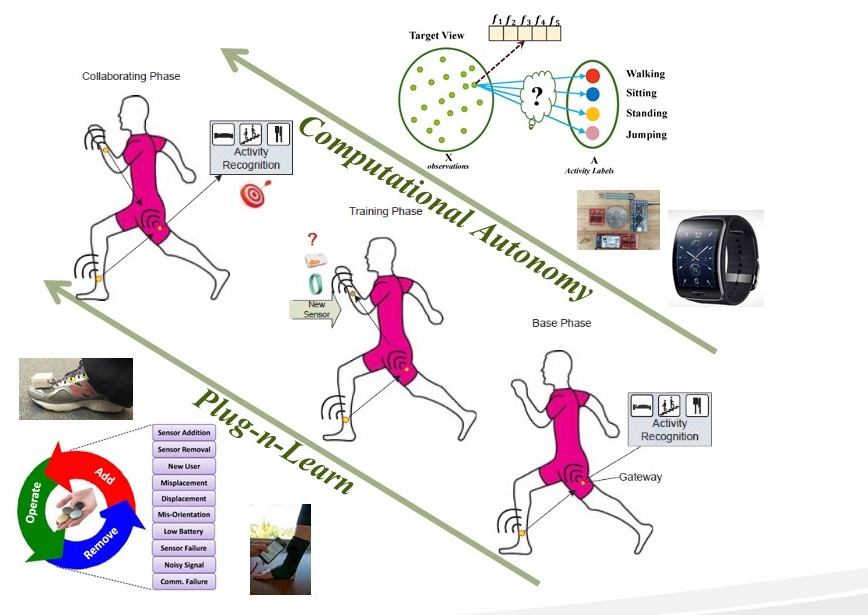 f₁ f₂ f₃ f₄ f₅
Target View
Walking
Sitting
Standing
Jumping
?
X
observations
A
Activity Labels
Collaborating Phase
Activity
Recognition
Computational Autonomy
Training Phase
?
New
Sensor
Base Phase
Activity
Recognition
Gateway
Plug-n-Learn
Operate
Add
Remove
Sensor Addition
Sensor Removal
New User
Misplacement
Displacement
Mis-Orientation
Low Battery
Sensor Failure
Noisy Signal
Comm. Failure